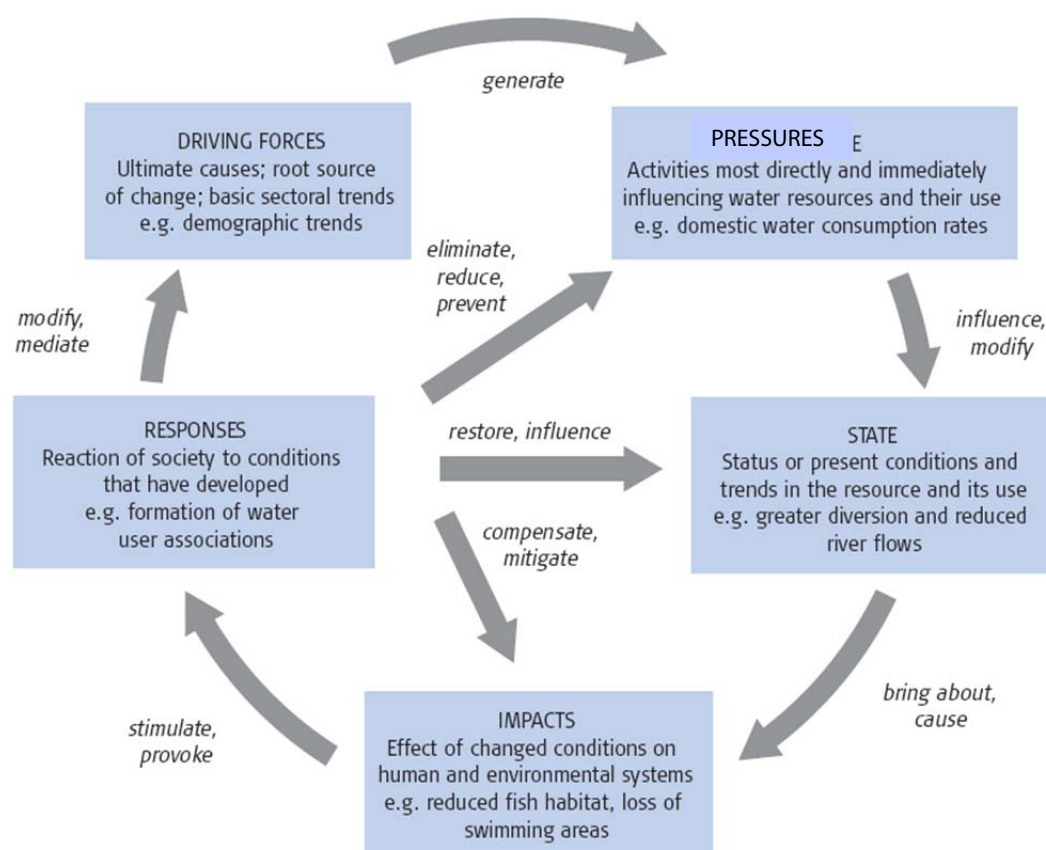 generate
DRIVING FORCES
Ultimate causes; root source
of change; basic sectoral trends
e.g. demographic trends
PRESSURES E
Activities most directly and immediately
influencing water resources and their use
e.g. domestic water consumption rates
eliminate,
reduce,
prevent
modify,
mediate
influence,
modify
RESPONSES
Reaction of society to conditions
that have developed
e.g. formation of water
user associations
restore, influence
STATE
Status or present conditions and
trends in the resource and its use
e.g. greater diversion and reduced
river flows
compensate,
mitigate
bring about,
cause
stimulate,
provoke
IMPACTS
Effect of changed conditions on
human and environmental systems
e.g. reduced fish habitat, loss of
swimming areas